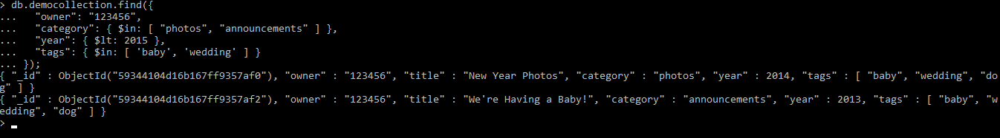 > db.democollection.find({
...   "owner": "123456",
...   "category": { $in: [ "photos", "announcements" ] },
...   "year": { $lt: 2015 },
...   "tags": { $in: [ 'baby', 'wedding' ] }
... });
{ "_id" : ObjectId("59344104d16b167ff9357af0"), "owner" : "123456", "title" : "New Year Photos", "category" : "photos", "year" : 2014, "tags" : [ "baby", "wedding", "do
g" ] }
{ "_id" : ObjectId("59344104d16b167ff9357af2"), "owner" : "123456", "title" : "We're Having a Baby!", "category" : "announcements", "year" : 2013, "tags" : [ "baby", "w
edding", "dog" ] }
>